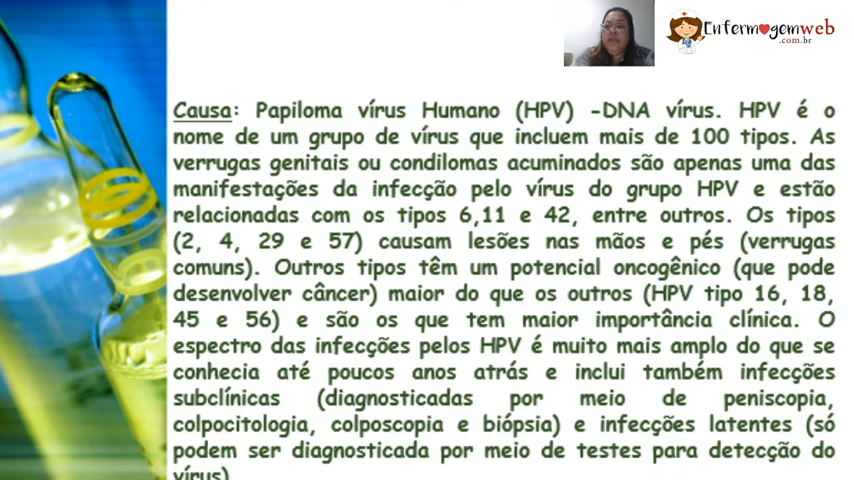 Enfermagemweb
.com.br
Causa: Papiloma vírus Humano (HPV) -DNA vírus. HPV é o
nome de um grupo de vírus que incluem mais de 100 tipos. As
verrugas genitais ou condilomas acuminados são apenas uma das
manifestações da infecção pelo vírus do grupo HPV e estão
relacionadas com os tipos 6,11 e 42, entre outros. Os tipos
(2, 4, 29 e 57) causam lesões nas mãos e pés (verrugas
comuns). Outros tipos têm um potencial oncogênico (que pode
desenvolver câncer) maior do que os outros (HPV tipo 16, 18,
45 e 56) e são os que tem maior importância clínica. O
espectro das infecções pelos HPV é muito mais amplo do que se
conhecia até poucos anos atrás e inclui também infecções
subclínicas (diagnosticadas por meio de peniscopia,
colpocitologia, colposcopia e biópsia) e infecções latentes (só
podem ser diagnosticada por meio de testes para detecção do
vírus)